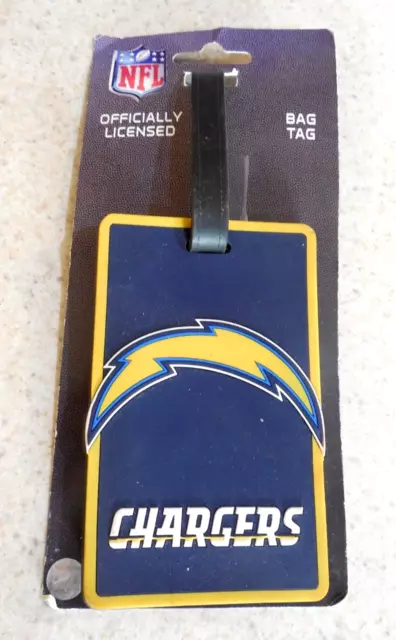 NFL
OFFICIALLY
LICENSED
BAG
TAG
CHARGERS